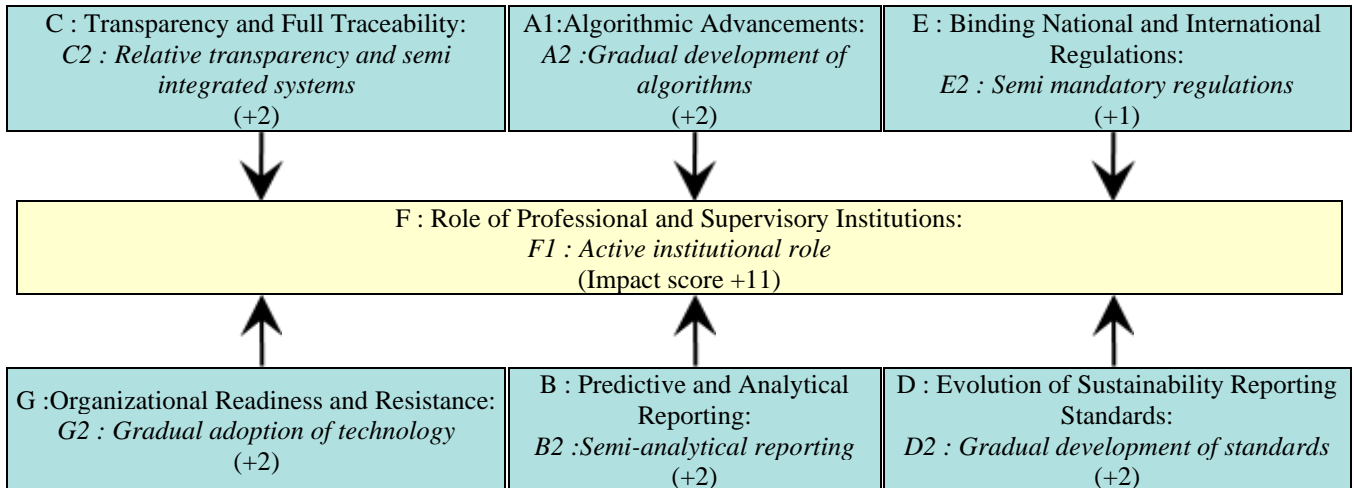 C : Transparency and Full Traceability:
C2 : Relative transparency and semi
integrated systems
(+2)
A1:Algorithmic Advancements:
A2 :Gradual development of
algorithms
(+2)
E : Binding National and International
Regulations:
E2 : Semi mandatory regulations
(+1)
F : Role of Professional and Supervisory Institutions:
F1 : Active institutional role
(Impact score +11)
G :Organizational Readiness and Resistance:
G2 : Gradual adoption of technology
(+2)
B : Predictive and Analytical
Reporting:
B2 :Semi-analytical reporting
(+2)
D : Evolution of Sustainability Reporting
Standards:
D2 : Gradual development of standards
(+2)